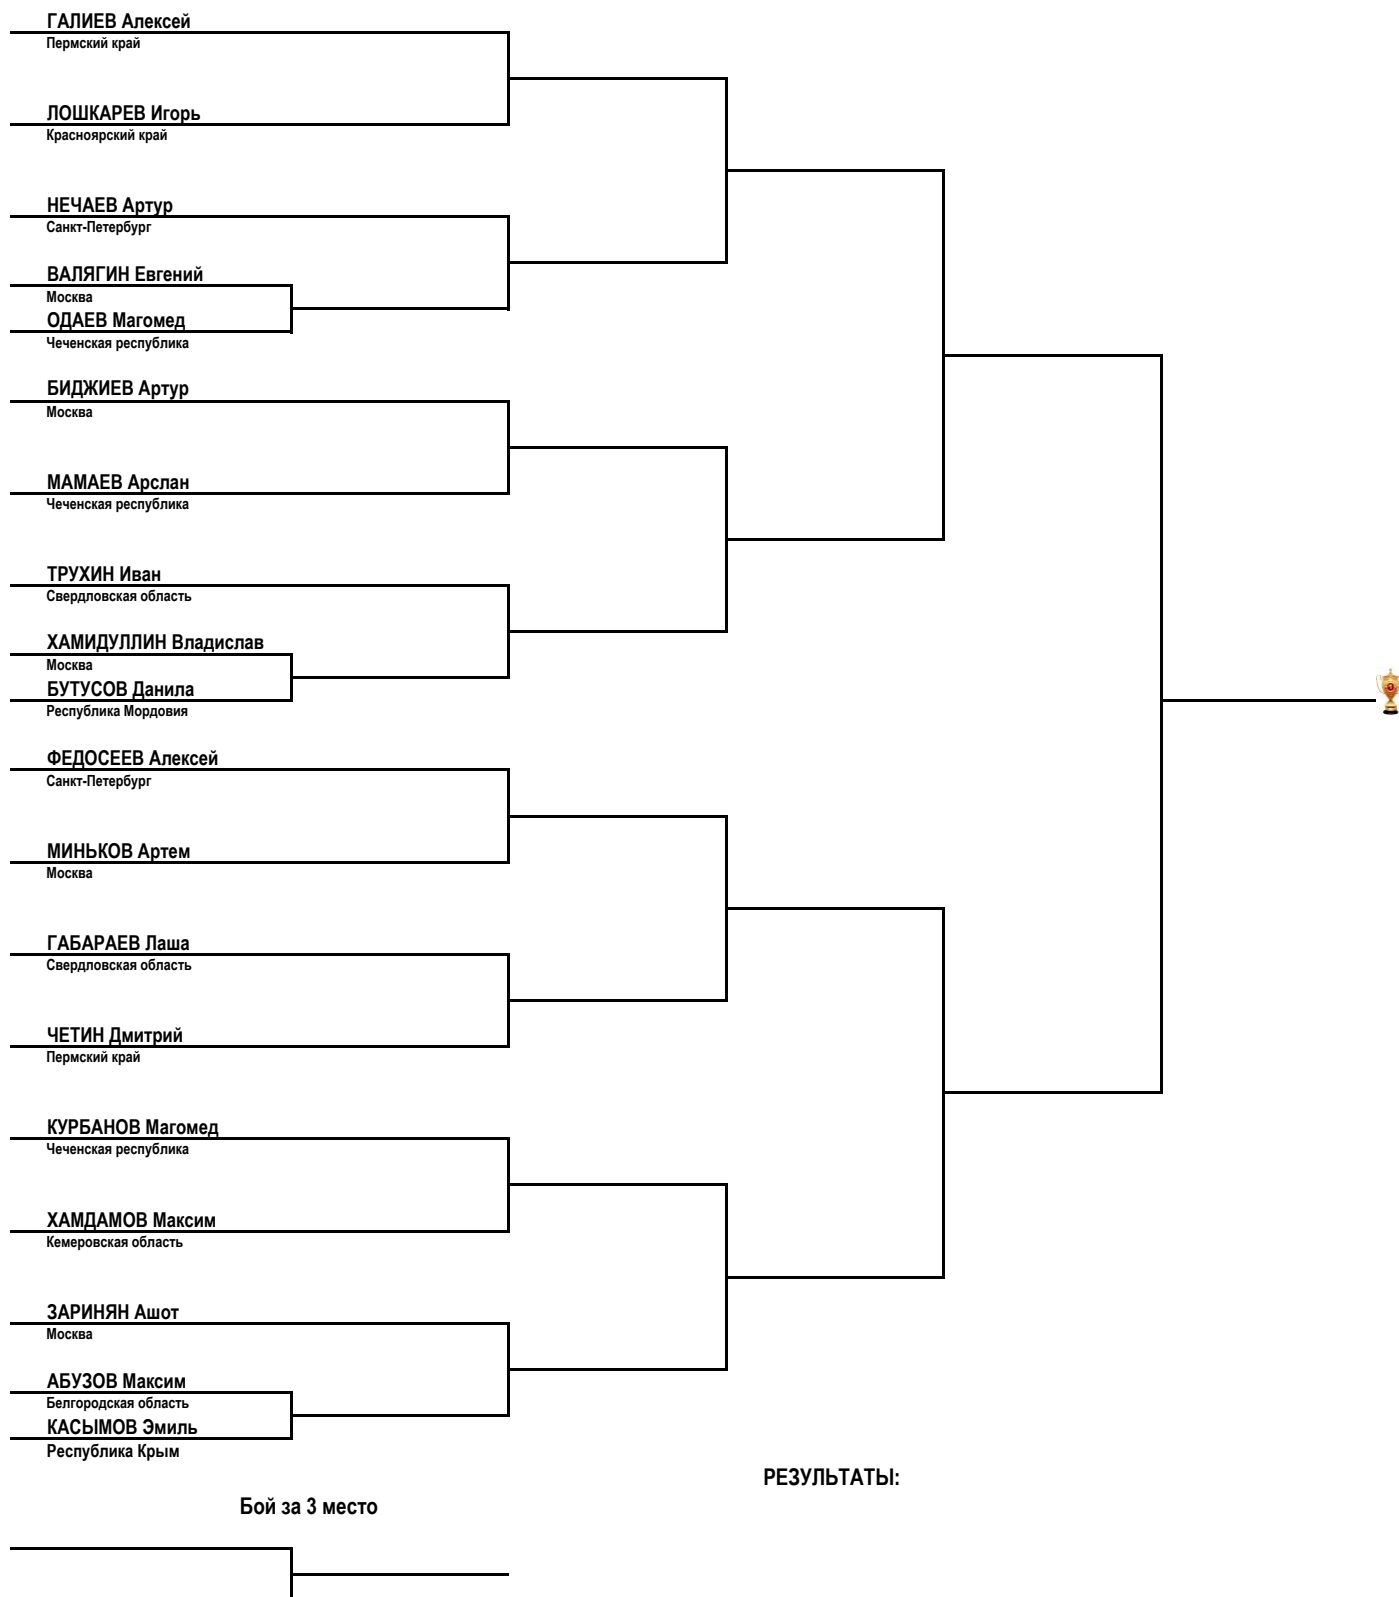 ГАЛИЕВ Алексей
Пермский край
ЛОШКАРЕВ Игорь
Красноярский край
НЕЧАЕВ Артур
Санкт-Петербург
ВАЛЯГИН Евгений
Москва
ОДАЕВ Магомед
Чеченская республика
БИДЖИЕВ Артур
Москва
МАМАЕВ Арслан
Чеченская республика
ТРУХИН Иван
Свердловская область
ХАМИДУЛЛИН Владислав
Москва
БУТУСОВ Данила
Республика Мордовия
ФЕДОСЕЕВ Алексей
Санкт-Петербург
МИНЬКОВ Артем
Москва
ГАБАРАЕВ Лаша
Свердловская область
ЧЕТИН Дмитрий
Пермский край
КУРБАНОВ Магомед
Чеченская республика
ХАМДАМОВ Максим
Кемеровская область
ЗАРИНЯН Ашот
Москва
АБУЗОВ Максим
Белгородская область
КАСЫМОВ Эмиль
Республика Крым
РЕЗУЛЬТАТЫ:
Бой за 3 место